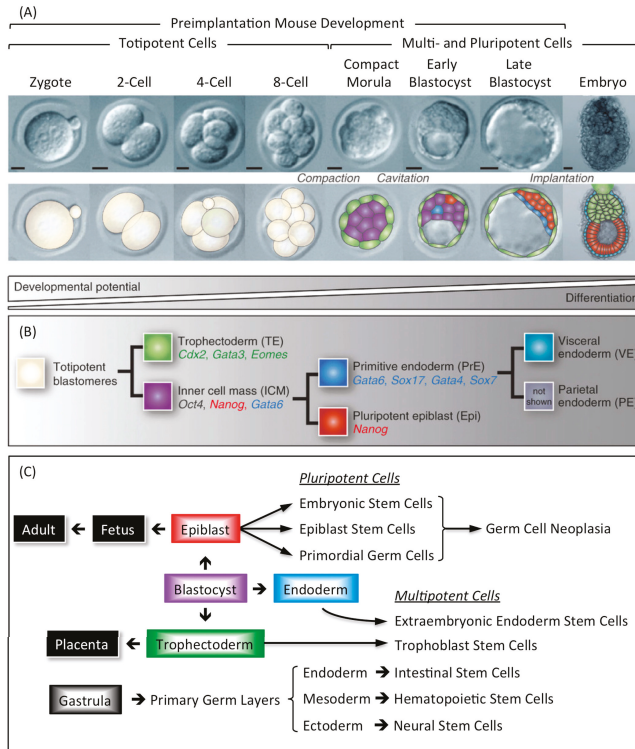 (A)
Preimplantation Mouse Development
Totipotent Cells
Multi- and Pluripotent Cells
Zygote
2-Cell
4-Cell
8-Cell
Compact
Morula
Early
Blastocyst
Late
Blastocyst
Embryo
Compaction
Cavitation
Implantation
Developmental potential
Differentiation
(B)
Totipotent
blastomeres
Trophectoderm (TE)
Cdx2, Gata3, Eomes
Inner cell mass (ICM)
Oct4, Nanog, Gata6
Primitive endoderm (PrE)
Gata6, Sox17, Gata4, Sox7
Pluripotent epiblast (Epi)
Nanog
Visceral
endoderm (VE)
not
shown
Parietal
endoderm (PE)
(C)
Pluripotent Cells
Embryonic Stem Cells
Adult
Fetus
Epiblast
Epiblast Stem Cells
Germ Cell Neoplasia
Primordial Germ Cells
Blastocyst
Endoderm
Multipotent Cells
Extraembryonic Endoderm Stem Cells
Placenta
Trophectoderm
Trophoblast Stem Cells
Gastrula
Primary Germ Layers
Endoderm
Intestinal Stem Cells
Mesoderm
Hematopoietic Stem Cells
Ectoderm
Neural Stem Cells